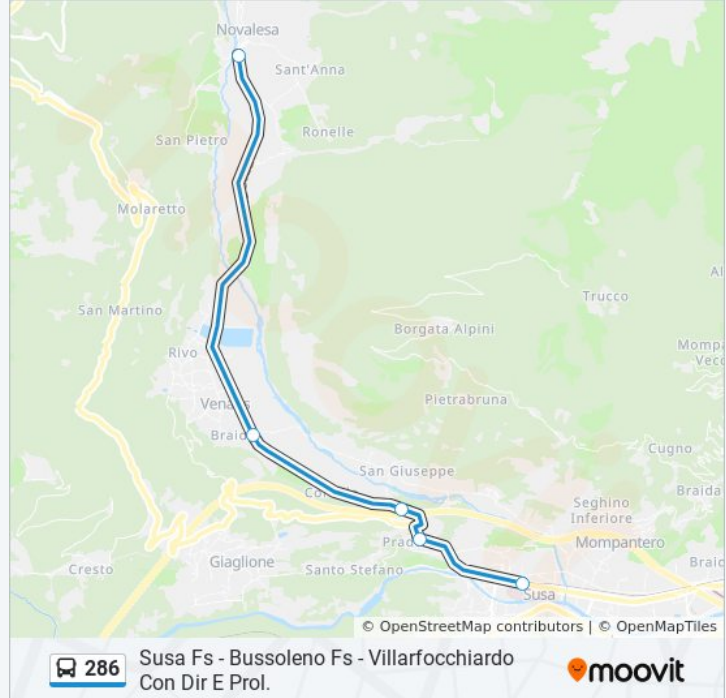 Novalesa
Sant'Anna
Ronelle
San Pietro
Molaretto
Trucco
San Martino
Borgata Alpini
Rivo
Pietrabruna
Cugno
San Giuseppe
Braida
Seghino
Inferiore
Mompantero
Giaglione
Cresto
Santo Stefano
Susa
© OpenStreetMap contributors | © OpenMapTiles
286
Susa Fs - Bussoleno Fs - Villarfocchiardo
Con Dir E Prol.
moovit